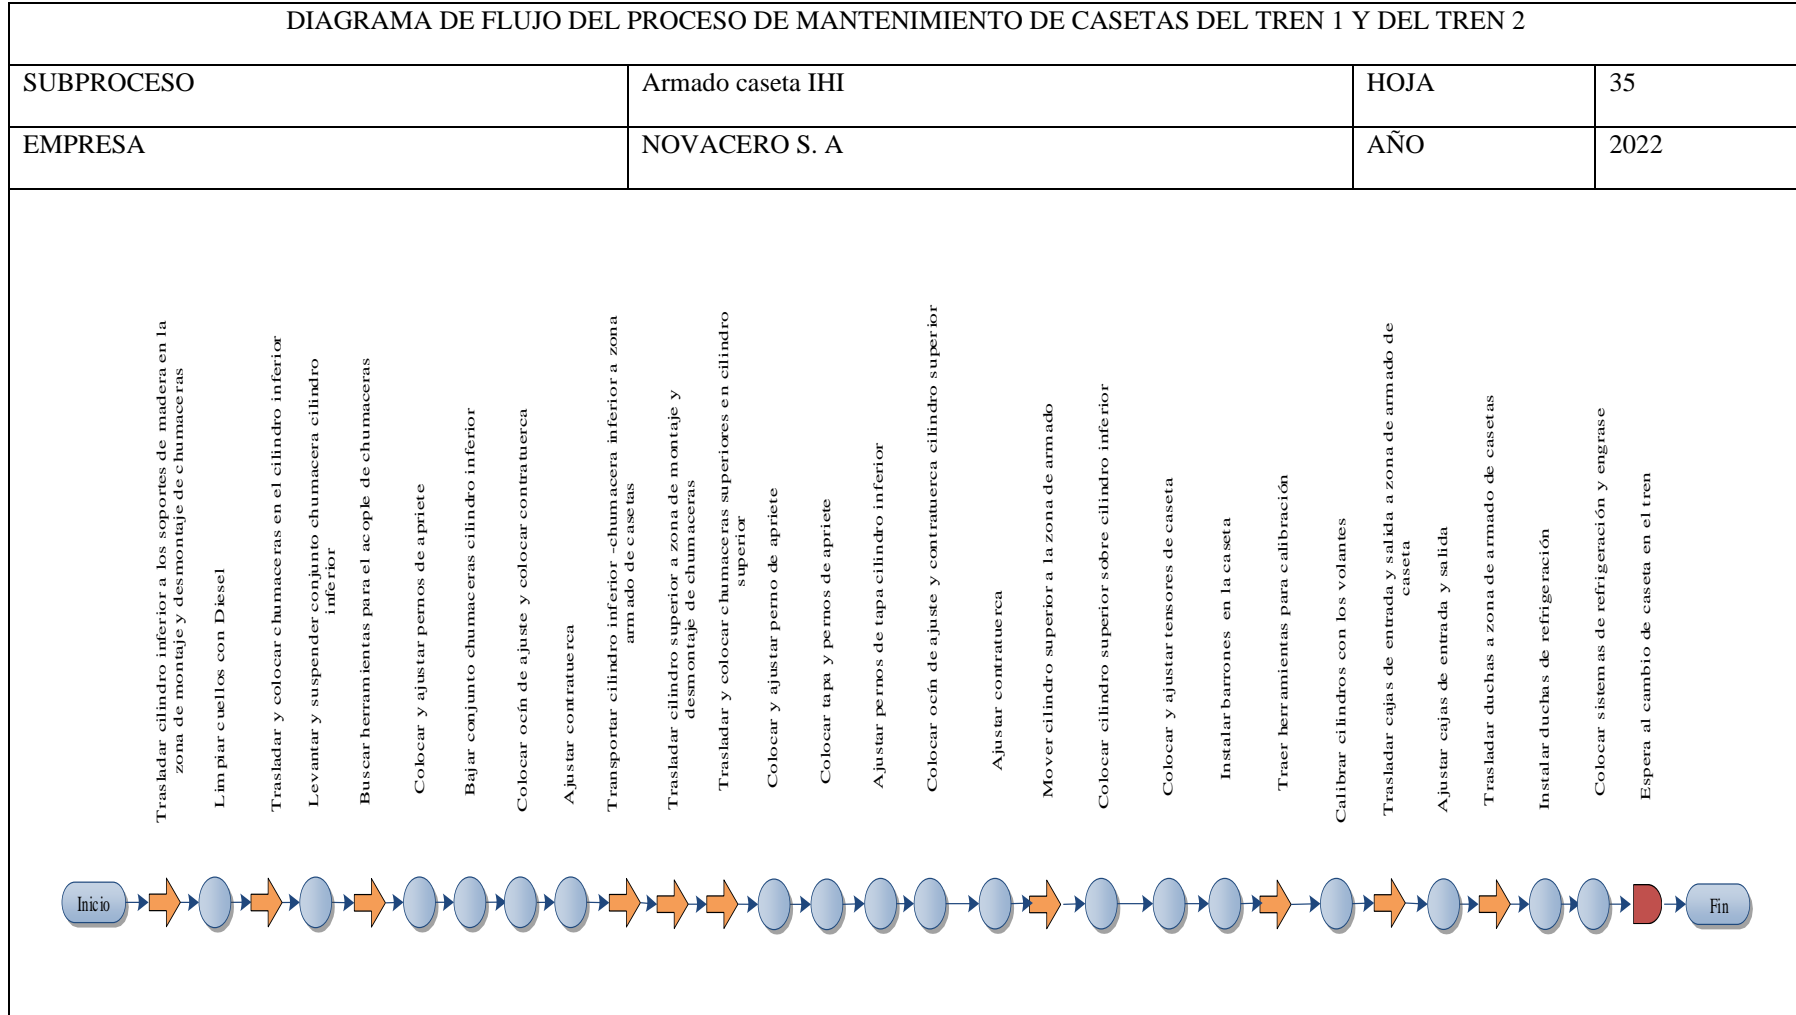 DIAGRAMA DE FLUJO DEL PROCESO DE MANTENIMIENTO DE CASETAS DEL TREN 1 Y DEL TREN 2
SUBPROCESO
Armado caseta IHI
HOJA
35
EMPRESA
NOVACERO S. A
AÑO
2022
Trasladar cilindro inferior a los soportes de madera en la
zona de montaje y desmontaje de chumaceras
Limpiar cuellos con Diesel
Trasladar y colocar chumaceras en el cilindro inferior
Levantar y suspender conjunto chumacera cilindro
inferior
Buscar herramientas para el acople de chumaceras
Colocar y ajustar pernos de apriete
Bajar conjunto chumaceras cilindro inferior
Colocar ocín de ajuste y colocar contratuerca
Ajustar contratuerca
Transportar cilindro inferior -chumacera inferior a zona
armado de casetas
Trasladar cilindro superior a zona de montaje y
desmontaje de chumaceras
Trasladar y colocar chumaceras superiores en cilindro
superior
Colocar y ajustar perno de apriete
Colocar tapa y pernos de apriete
Ajustar pernos de tapa cilindro inferior
Colocar ocín de ajuste y contratuerca cilindro superior
Ajustar contratuerca
Mover cilindro superior a la zona de armado
Colocar cilindro superior sobre cilindro inferior
Colocar y ajustar tensores de caseta
Instalar barrones en la caseta
Traer herramientas para calibración
Calibrar cilindros con los volantes
Trasladar cajas de entrada y salida a zona de armado de
caseta
Ajustar cajas de entrada y salida
Trasladar duchas a zona de armado de casetas
Instalar duchas de refrigeración
Colocar sistemas de refrigeración y engrase
Espera al cambio de caseta en el tren
Inicio
Fin